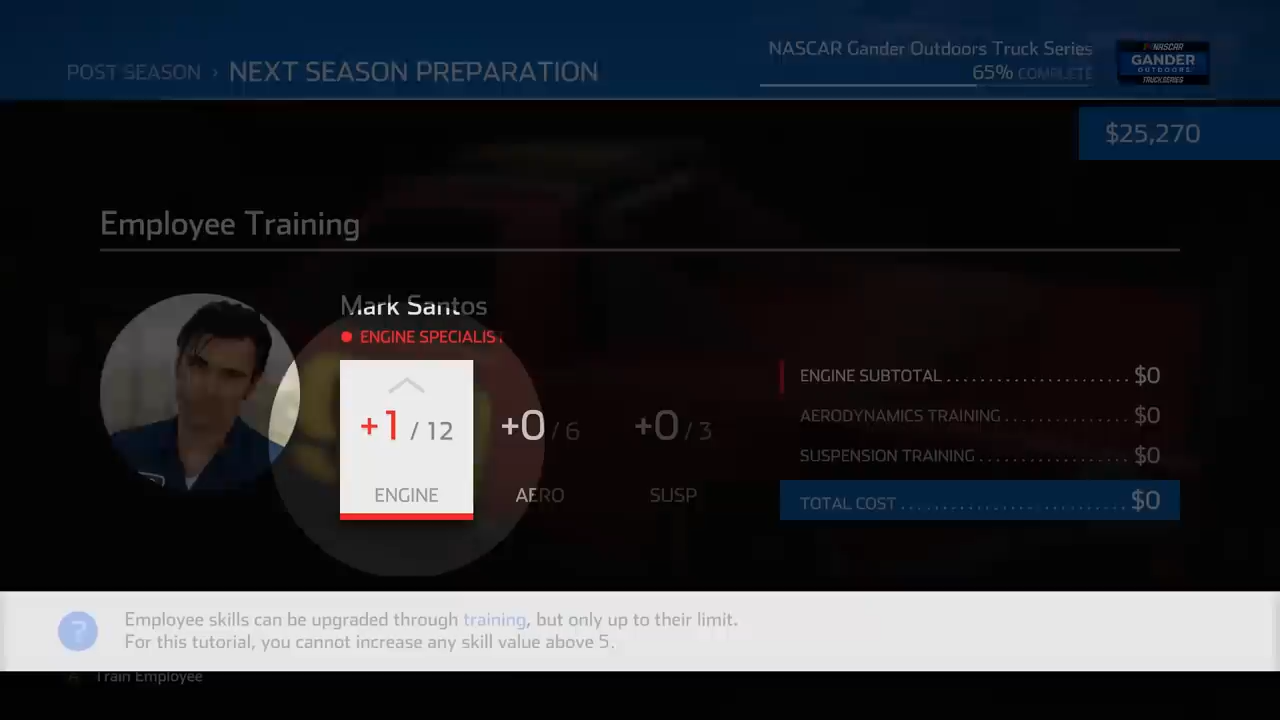 NASCAR Gander Outdoors Truck Series
POST SEASON › NEXT SEASON PREPARATION
65% COMPLETE
NASCAR
GANDER
OUTDOORS
TRUCK SERIES
$25,270
Employee Training
Mark Santos
ENGINE SPECIALIST
+1 / 12
ENGINE
+0 / 6
AERO
+0 / 3
SUSP
ENGINE SUBTOTAL $0
AERODYNAMICS TRAINING $0
SUSPENSION TRAINING $0
TOTAL COST $0
? Employee skills can be upgraded through training, but only up to their limit.
For this tutorial, you cannot increase any skill value above 5.
A Train Employee